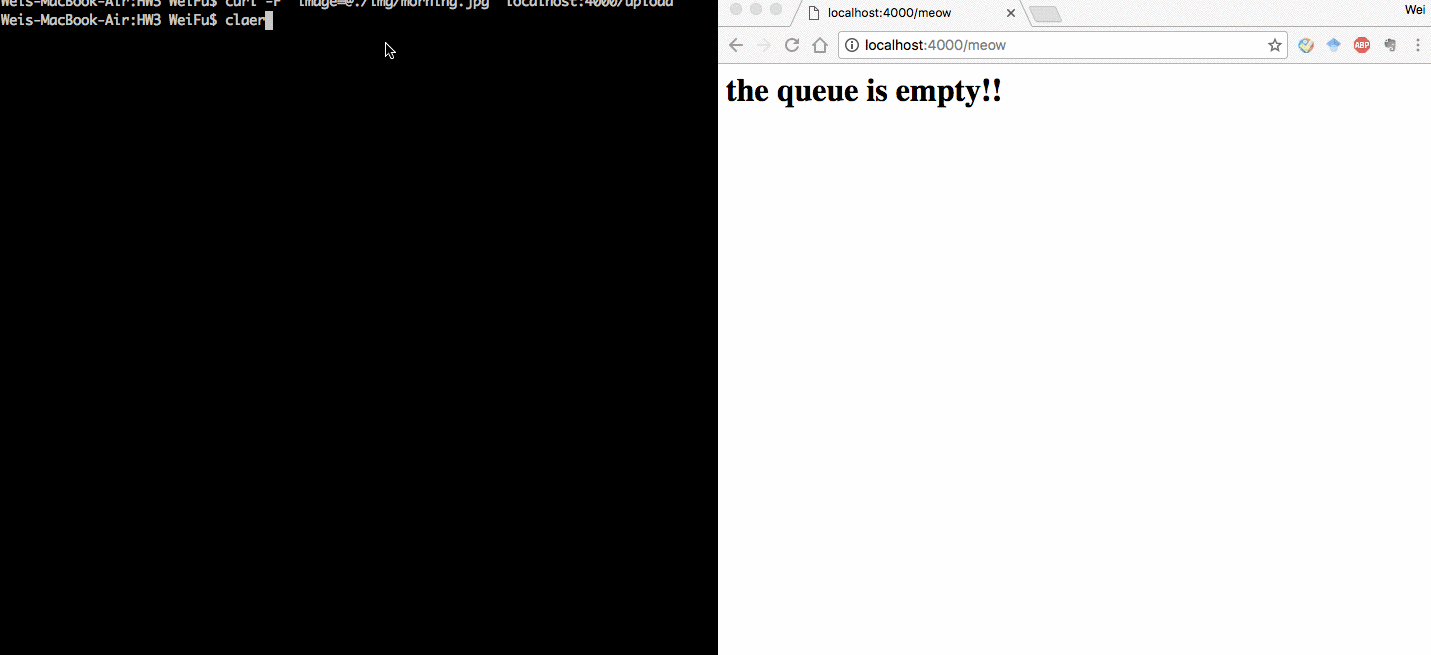 Weis-MacBook-Air:HW3 WeiFu$ curl -F "image=@./img/morning.jpg" localhost:4000/upload
Weis-MacBook-Air:HW3 WeiFu$ claer
localhost:4000/meow
Wei
localhost:4000/meow
ABP
the queue is empty!!